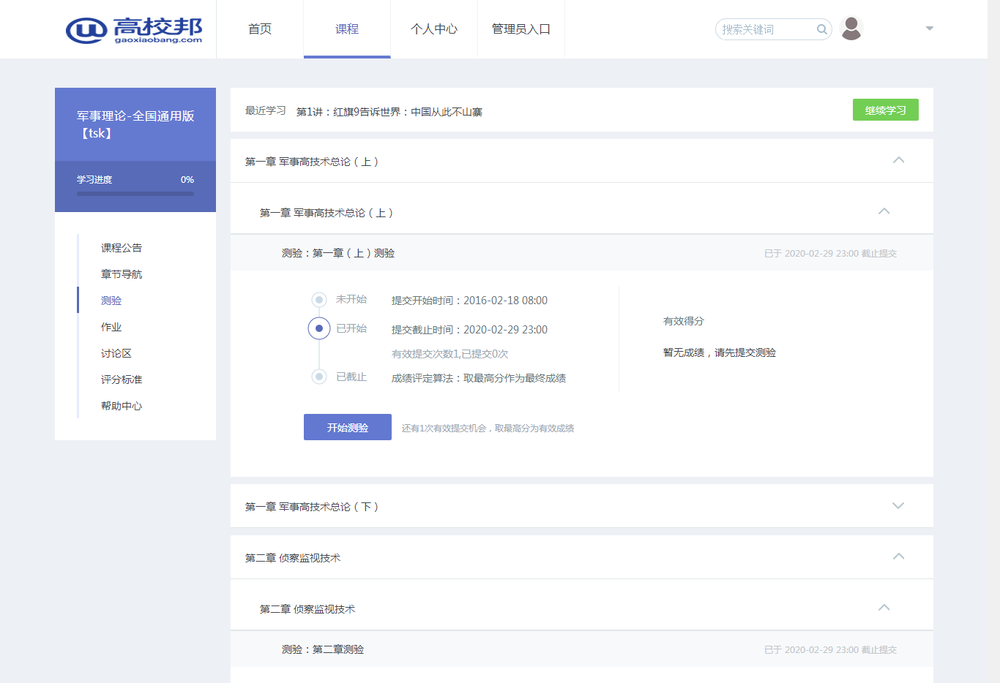 高校邦
gaoxiaobang.com
首页
课程
个人中心
管理员入口
搜索关键词
军事理论-全国通用版
【tsk】
学习进度 0%
课程公告
章节导航
测验
作业
讨论区
评分标准
帮助中心
最近学习 第1讲：红旗9告诉世界：中国从此不山寨
继续学习
第一章 军事高技术总论（上）
第一章 军事高技术总论（上）
测验：第一章（上）测验 已于 2020-02-29 23:00 截止提交
未开始 提交开始时间：2016-02-18 08:00
已开始 提交截止时间：2020-02-29 23:00
有效提交次数1,已提交0次
已截止 成绩评定算法：取最高分作为最终成绩
有效得分
暂无成绩，请先提交测验
开始测验 还有1次有效提交机会，取最高分为有效成绩
第一章 军事高技术总论（下）
第二章 侦察监视技术
第二章 侦察监视技术
测验：第二章测验 已于 2020-02-29 23:00 截止提交